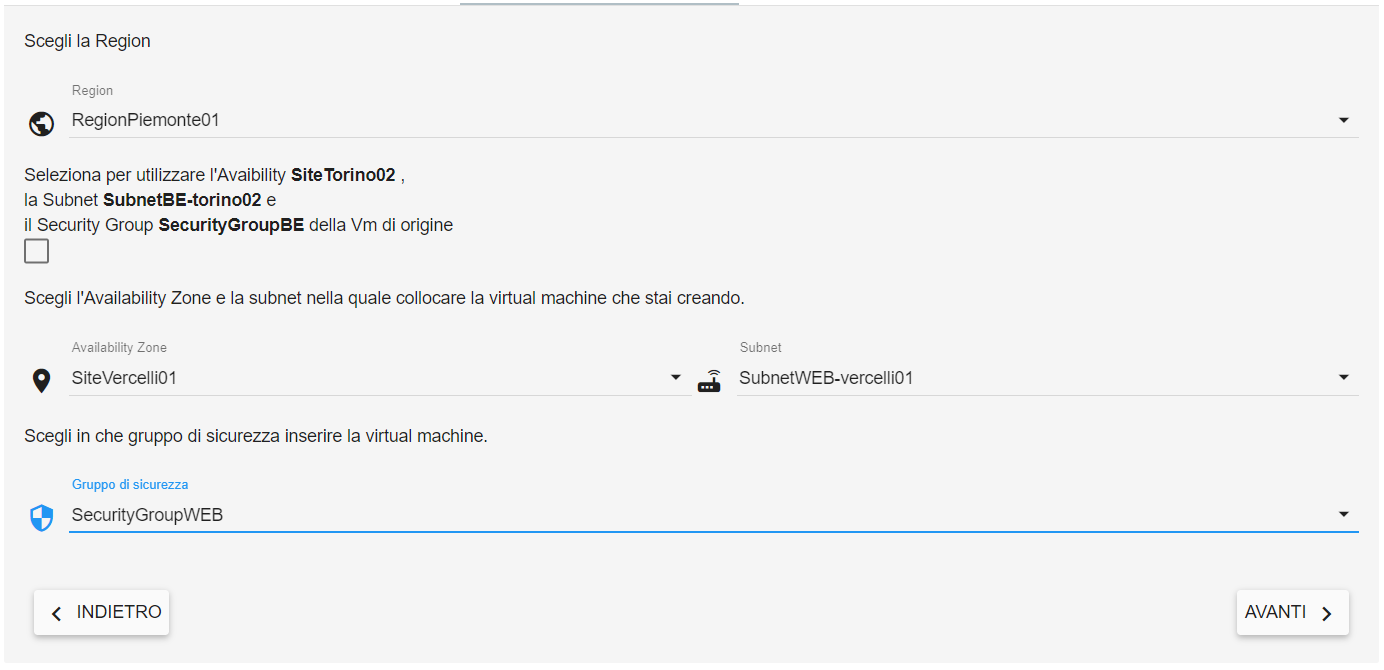 Scegli la Region
Region
RegionPiemonte01
Seleziona per utilizzare l'Avaibility SiteTorino02 ,
la Subnet SubnetBE-torino02 e
il Security Group SecurityGroupBE della Vm di origine
Scegli l'Availability Zone e la subnet nella quale collocare la virtual machine che stai creando.
Availability Zone
SiteVercelli01
Subnet
SubnetWEB-vercelli01
Scegli in che gruppo di sicurezza inserire la virtual machine.
Gruppo di sicurezza
SecurityGroupWEB
INDIETRO
AVANTI